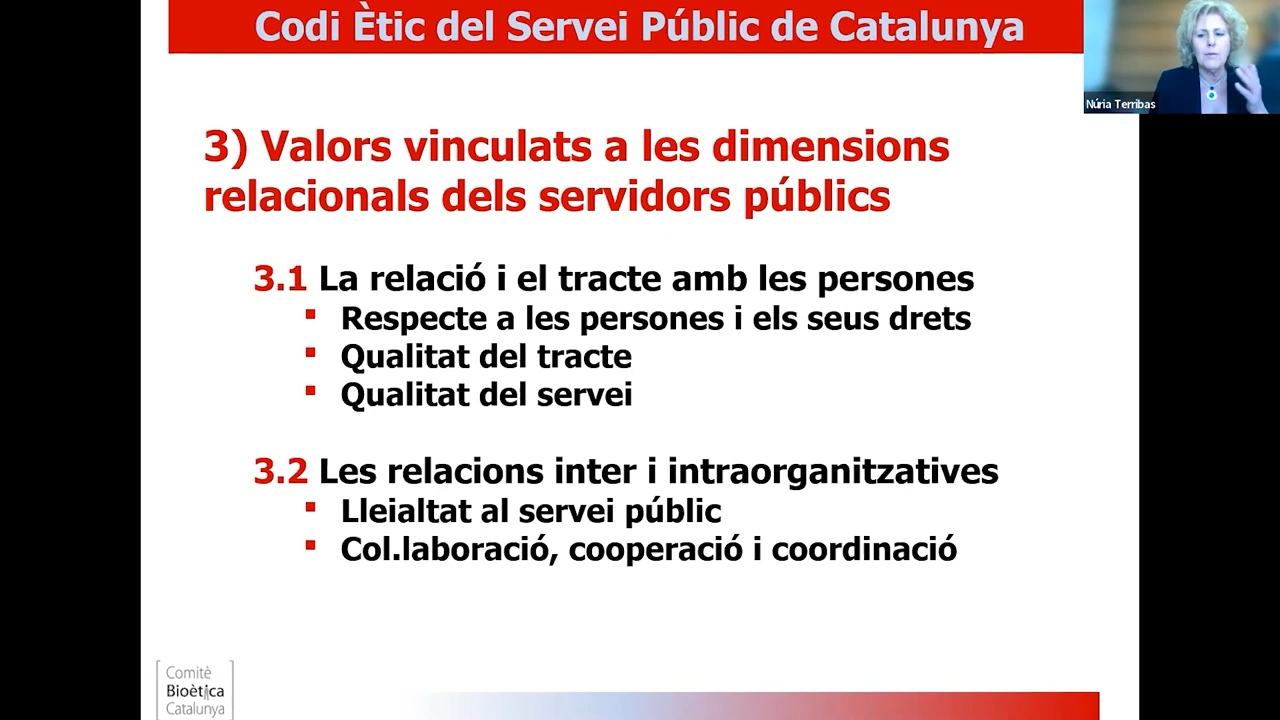 Codi Ètic del Servei Públic de Catalunya
Núria Terribas
3) Valors vinculats a les dimensions
relacionals dels servidors públics
3.1 La relació i el tracte amb les persones
▪ Respecte a les persones i els seus drets
▪ Qualitat del tracte
▪ Qualitat del servei
3.2 Les relacions inter i intraorganitzatives
▪ Lleialtat al servei públic
▪ Col.laboració, cooperació i coordinació
Comitè
Bioètica
Catalunya